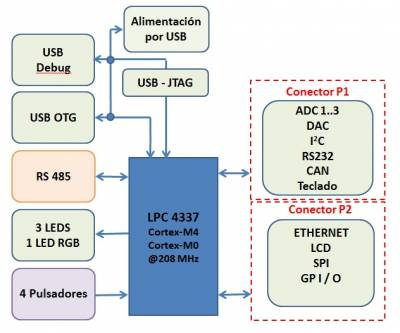 Alimentación
por USB
USB
Debug
USB - JTAG
USB OTG
Conector P1
ADC 1..3
DAC
I²C
RS232
CAN
Teclado
RS 485
LPC 4337
Cortex-M4
Cortex-M0
@208 MHz
3 LEDS
1 LED RGB
Conector P2
ETHERNET
LCD
SPI
GP I / O
4 Pulsadores